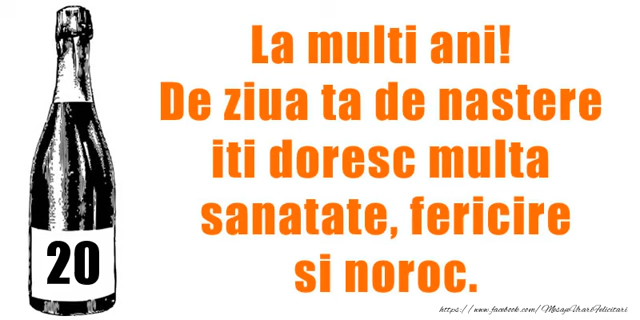 La multi ani!
De ziua ta de nastere
iti doresc multa
sanatate, fericire
si noroc.
20
https://www.facebook.com/MesajeUrariFelicitari